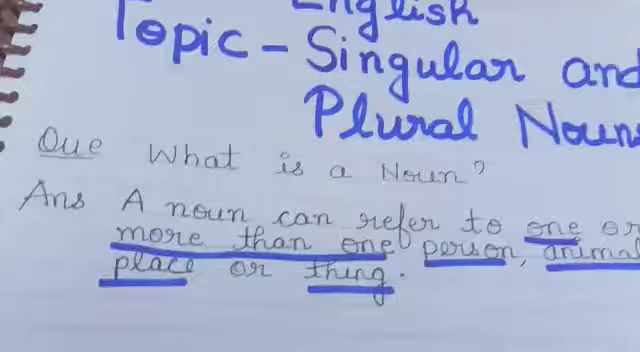 English
Topic - Singular and
Plural Nouns
Que What is a Noun?
Ans A noun can refer to one or
more than one person, animal
place or thing.